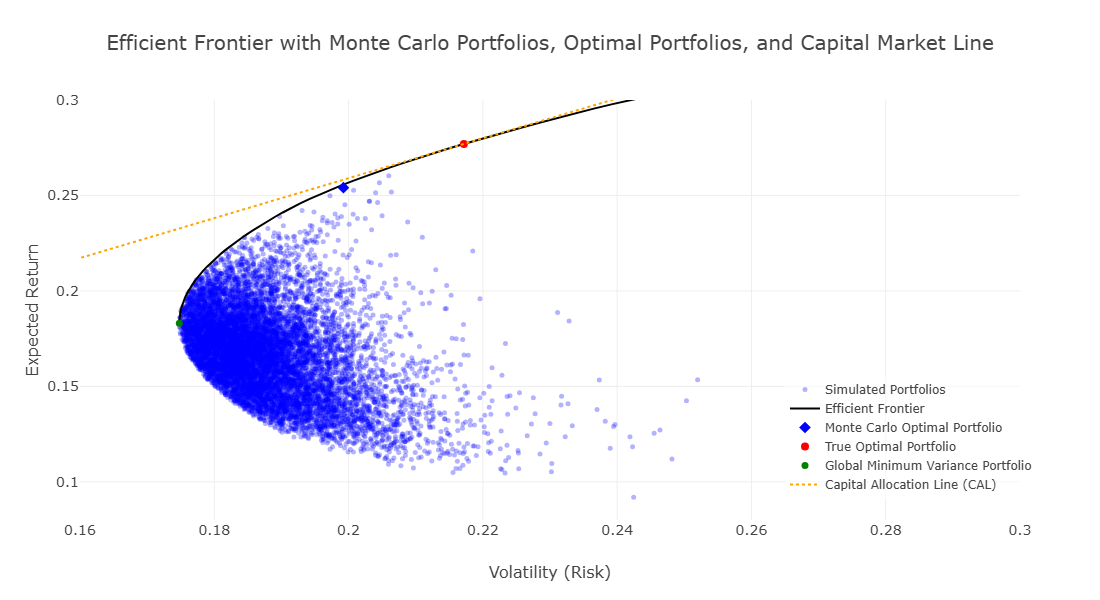 Efficient Frontier with Monte Carlo Portfolios, Optimal Portfolios, and Capital Market Line
0.3
0.25
0.2
0.15
0.1
Expected Return
Simulated Portfolios
Efficient Frontier
Monte Carlo Optimal Portfolio
True Optimal Portfolio
Global Minimum Variance Portfolio
Capital Allocation Line (CAL)
0.16 0.18 0.2 0.22 0.24 0.26 0.28 0.3
Volatility (Risk)